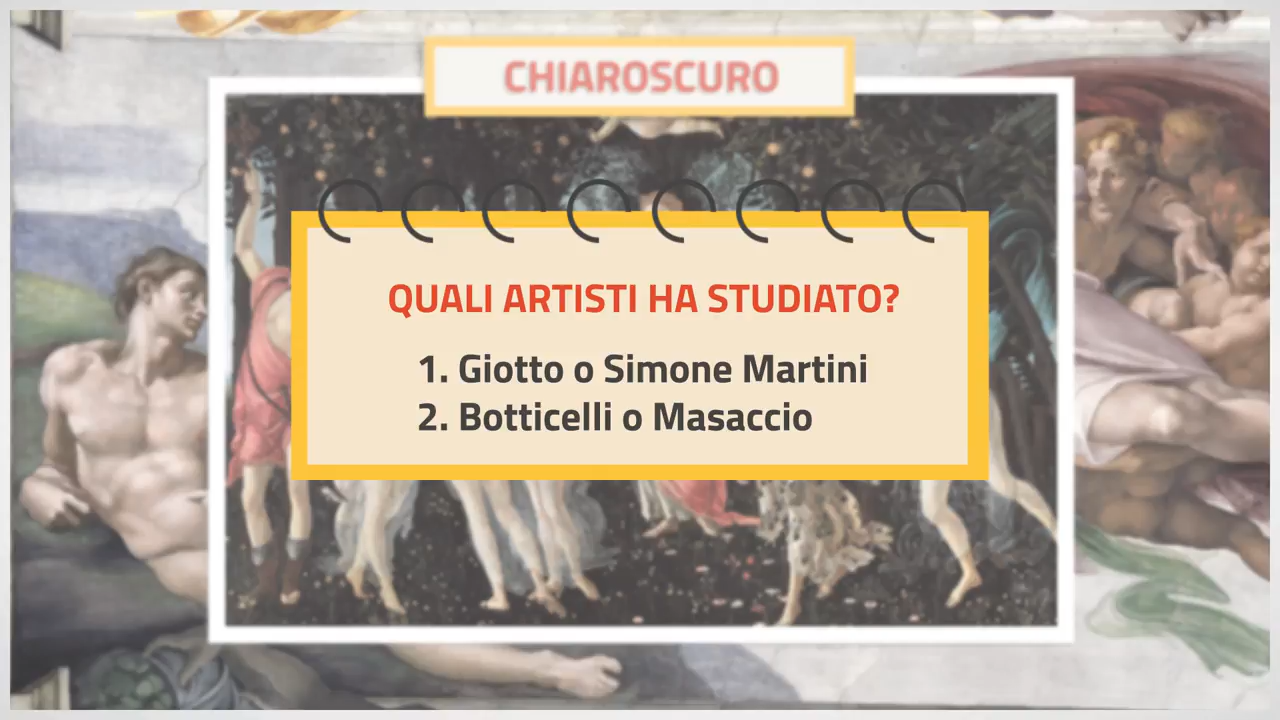 CHIAROSCURO
QUALI ARTISTI HA STUDIATO?
1. Giotto o Simone Martini
2. Botticelli o Masaccio